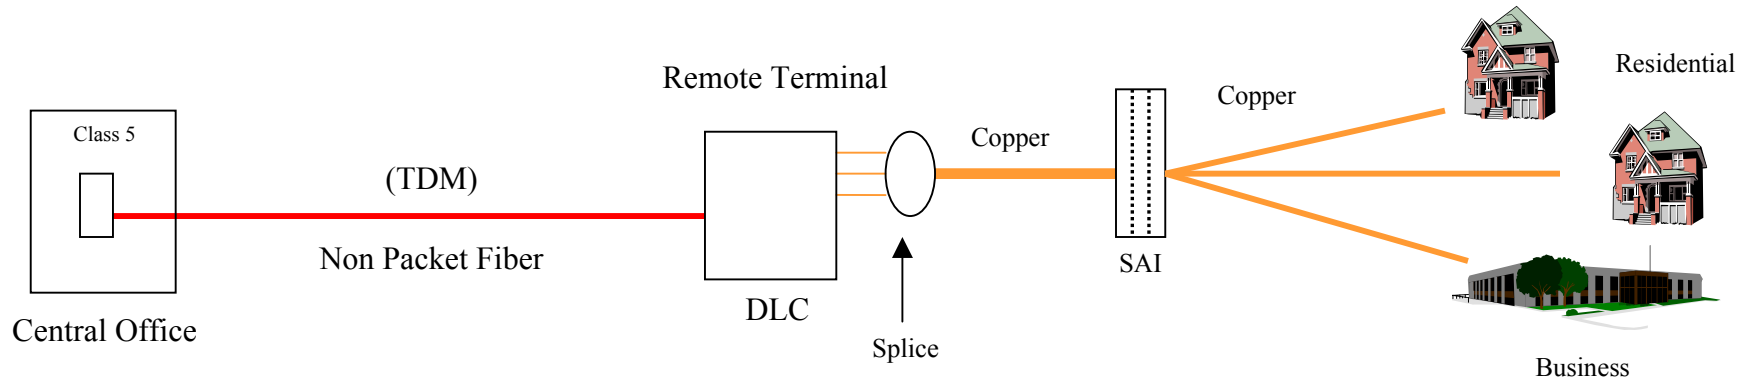 Class 5
Central Office
(TDM)
Non Packet Fiber
Remote Terminal
DLC
Splice
Copper
SAI
Copper
Residential
Business